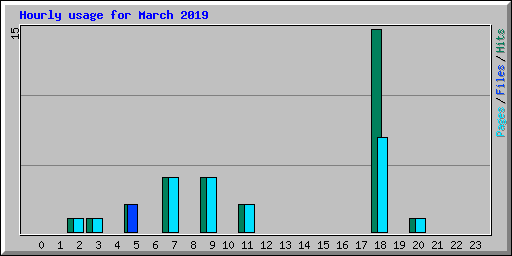 Hourly usage for March 2019
15
Pages/Files/Hits
0 1 2 3 4 5 6 7 8 9 10 11 12 13 14 15 16 17 18 19 20 21 22 23